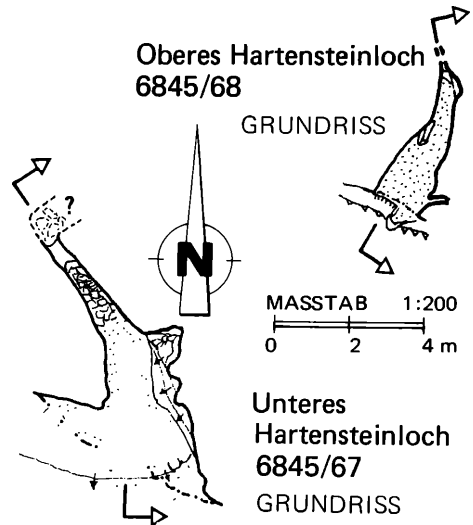 Oberes Hartensteinloch
6845/68
GRUNDRISS
?
N
MASSTAB 1:200
0 2 4 m
Unteres
Hartensteinloch
6845/67
GRUNDRISS